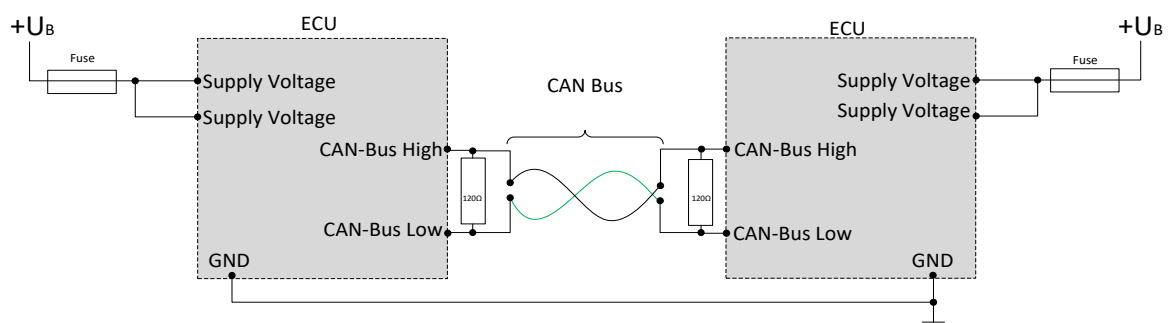 ECU
ECU
+UB
+UB
Fuse
Fuse
Supply Voltage
Supply Voltage
CAN Bus
Supply Voltage
Supply Voltage
CAN-Bus High
CAN-Bus High
120Ω
120Ω
CAN-Bus Low
CAN-Bus Low
GND
GND